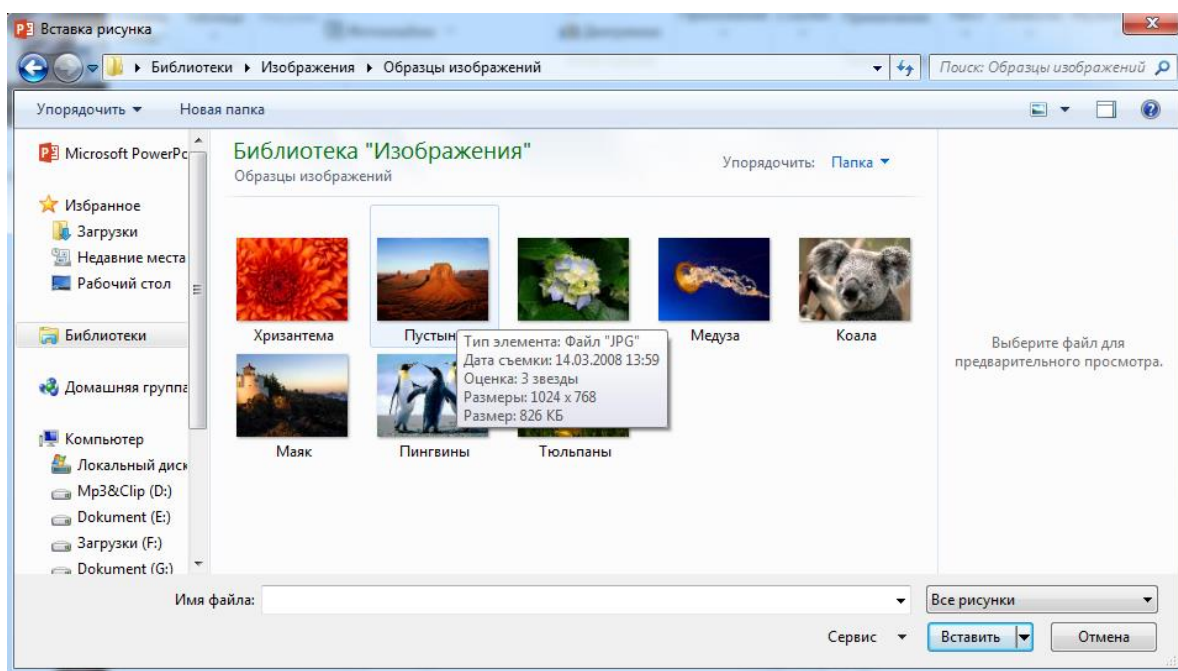 Вставка рисунка
Библиотеки Изображения Образцы изображений
Поиск: Образцы изображений
Упорядочить Новая папка
Microsoft PowerPo
Избранное
Загрузки
Недавние места
Рабочий стол
Библиотеки
Домашняя группа
Компьютер
Локальный диск
Mp3&Clip (D:)
Dokument (E:)
Загрузки (F:)
Dokument (G:)
Библиотека "Изображения"
Образцы изображений
Упорядочить: Папка
Хризантема
Пустын
Медуза
Коала
Тип элемента: Файл "JPG"
Дата съемки: 14.03.2008 13:59
Оценка: 3 звезды
Размеры: 1024 x 768
Размер: 826 КБ
Маяк
Пингвины
Тюльпаны
Выберите файл для
предварительного просмотра.
Имя файла:
Все рисунки
Сервис
Вставить
Отмена